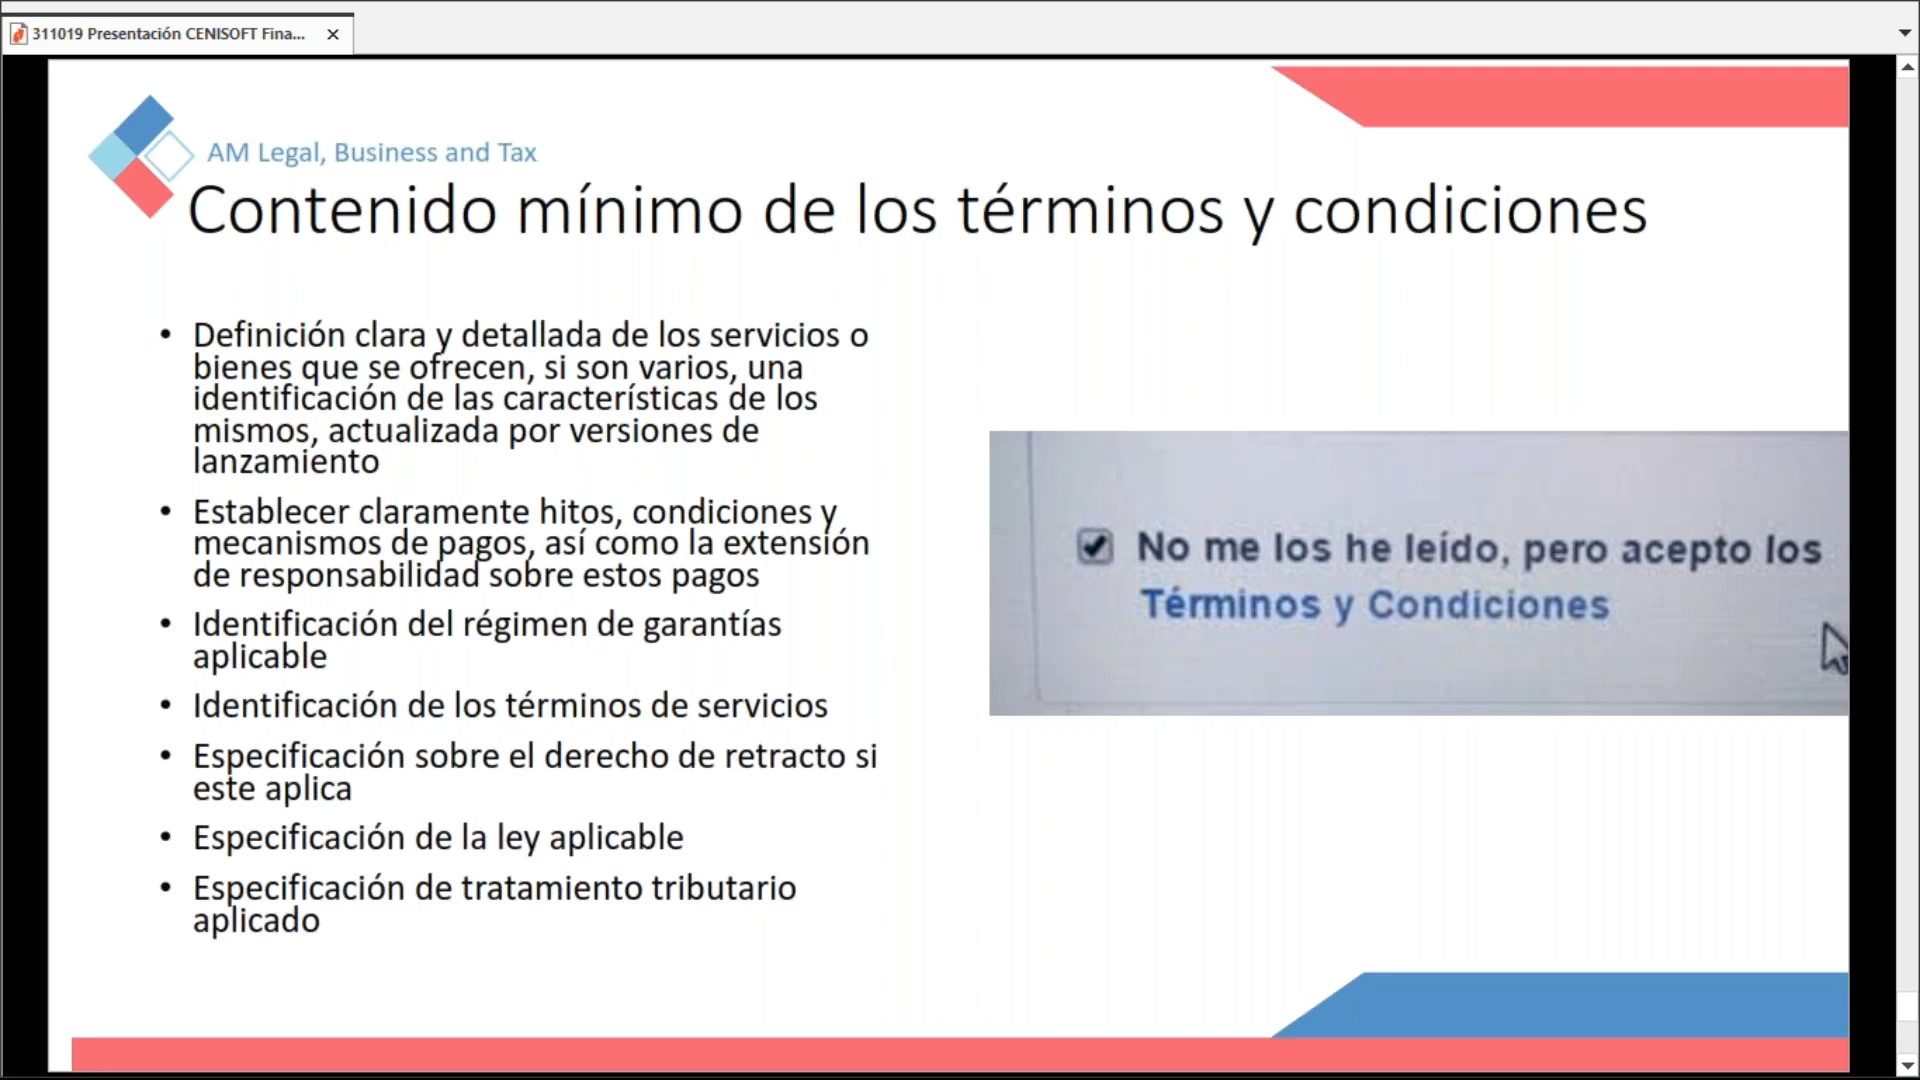 311019 Presentación CENISOFT Fina...
AM Legal, Business and Tax
Contenido mínimo de los términos y condiciones
• Definición clara y detallada de los servicios o
bienes que se ofrecen, si son varios, una
identificación de las características de los
mismos, actualizada por versiones de
lanzamiento
• Establecer claramente hitos, condiciones y
mecanismos de pagos, así como la extensión
de responsabilidad sobre estos pagos
• Identificación del régimen de garantías
aplicable
• Identificación de los términos de servicios
• Especificación sobre el derecho de retracto si
este aplica
• Especificación de la ley aplicable
• Especificación de tratamiento tributario
aplicado
No me los he leído, pero acepto los
Términos y Condiciones